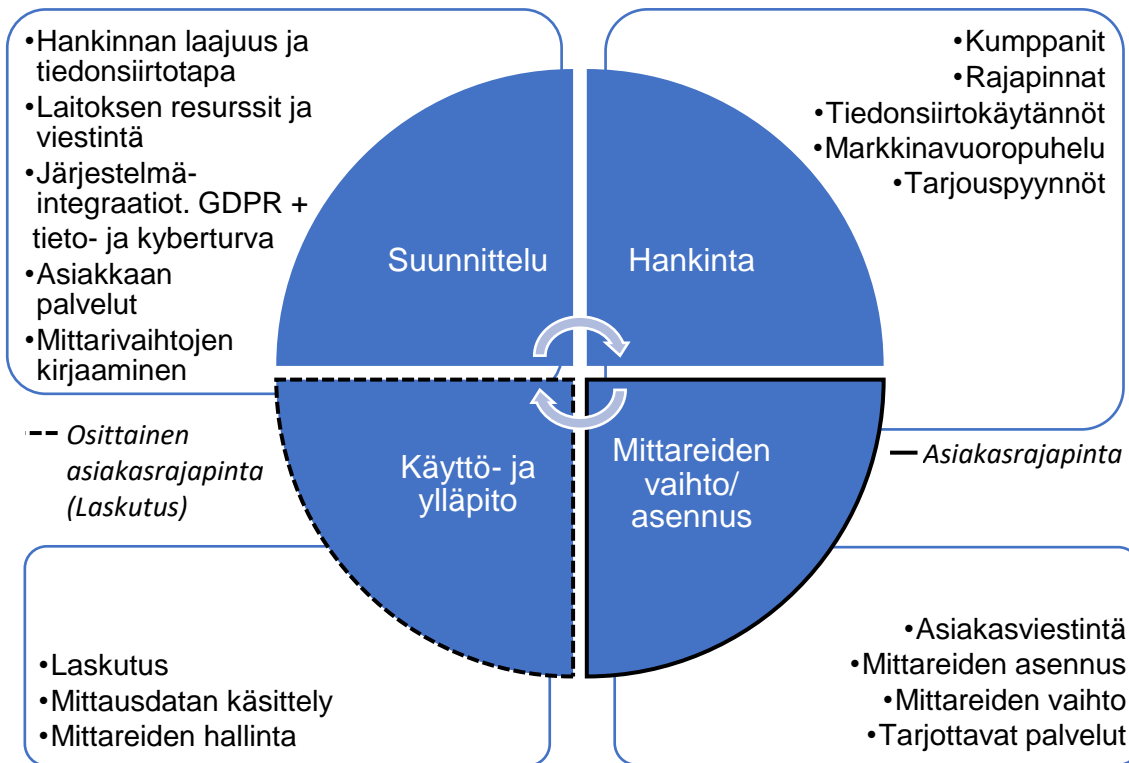 •Hankinnan laajuus ja
tiedonsiirtotapa
•Laitoksen resurssit ja
viestintä
•Järjestelmä-
integraatiot. GDPR +
tieto- ja kyberturva
•Asiakkaan
palvelut
•Mittarivaihtojen
kirjaaminen
•Kumppanit
•Rajapinnat
•Tiedonsiirtokäytännöt
•Markkinavuoropuhelu
•Tarjouspyynnöt
Suunnittelu
Hankinta
Osittainen
asiakasrajapinta
(Laskutus)
Käyttö- ja
ylläpito
Mittareiden
vaihto/
asennus
Asiakasrajapinta
•Laskutus
•Mittausdatan käsittely
•Mittareiden hallinta
•Asiakasviestintä
•Mittareiden asennus
•Mittareiden vaihto
•Tarjottavat palvelut